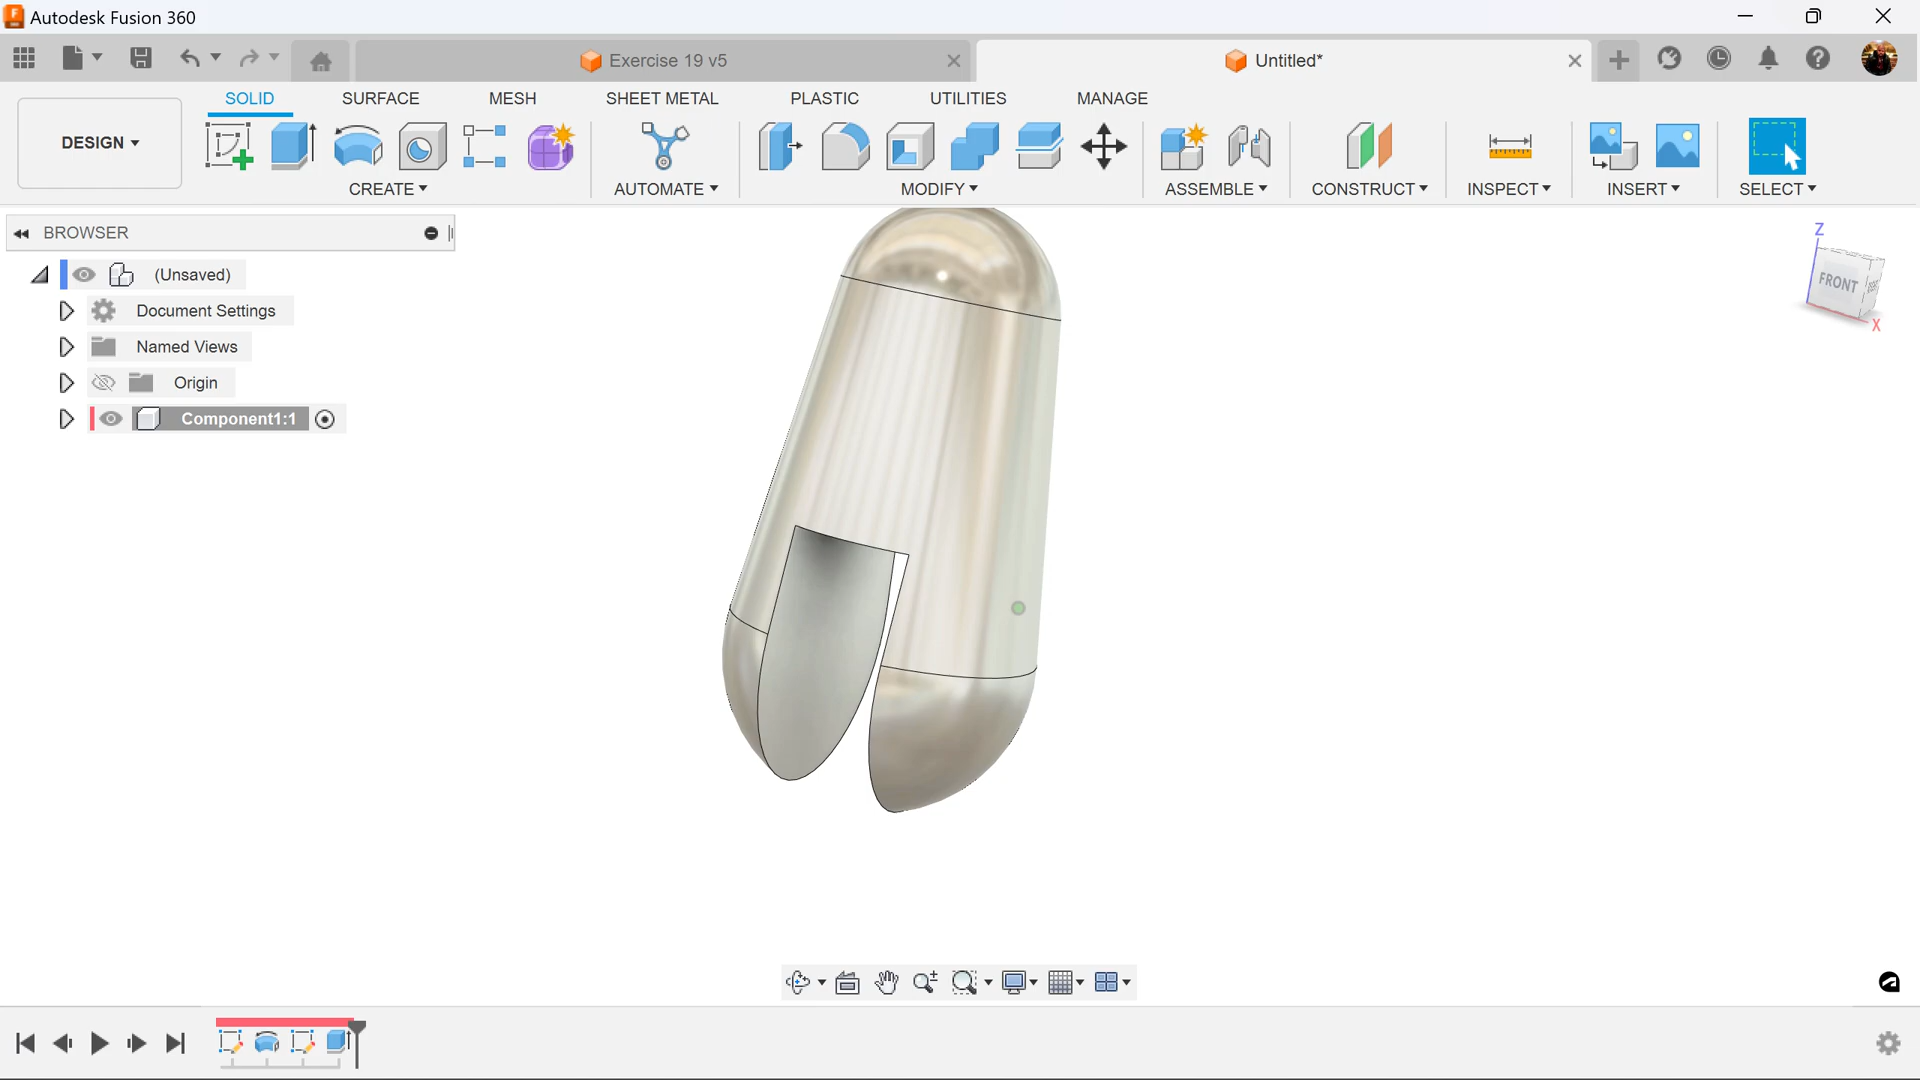 Autodesk Fusion 360
Exercise 19 v5
Untitled*
DESIGN
SOLID
SURFACE
MESH
SHEET METAL
PLASTIC
UTILITIES
MANAGE
CREATE
AUTOMATE
MODIFY
ASSEMBLE
CONSTRUCT
INSPECT
INSERT
SELECT
BROWSER
(Unsaved)
Document Settings
Named Views
Origin
Component1:1
Z
FRONT
X